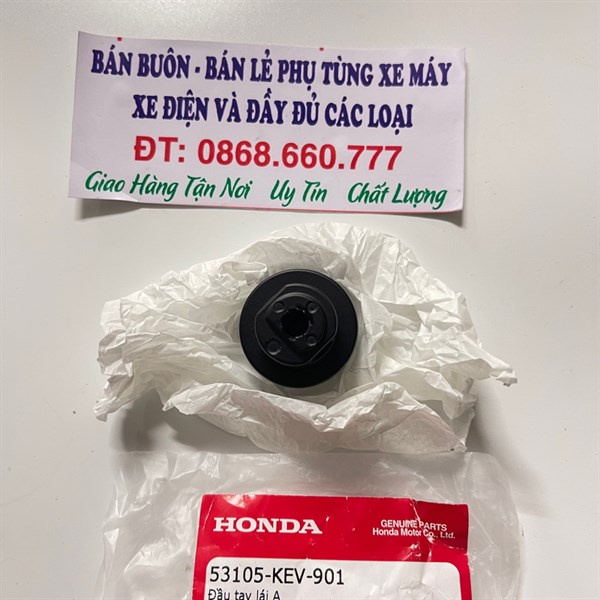 BÁN BUÔN - BÁN LẺ PHỤ TÙNG XE MÁY
XE ĐIỆN VÀ ĐẦY ĐỦ CÁC LOẠI
ĐT: 0868.660.777
Giao Hàng Tận Nơi Uy Tín Chất Lượng
HONDA
GENUINE PARTS
Honda Motor Co., Ltd.
53105-KEV-901
Đầu tay lái A